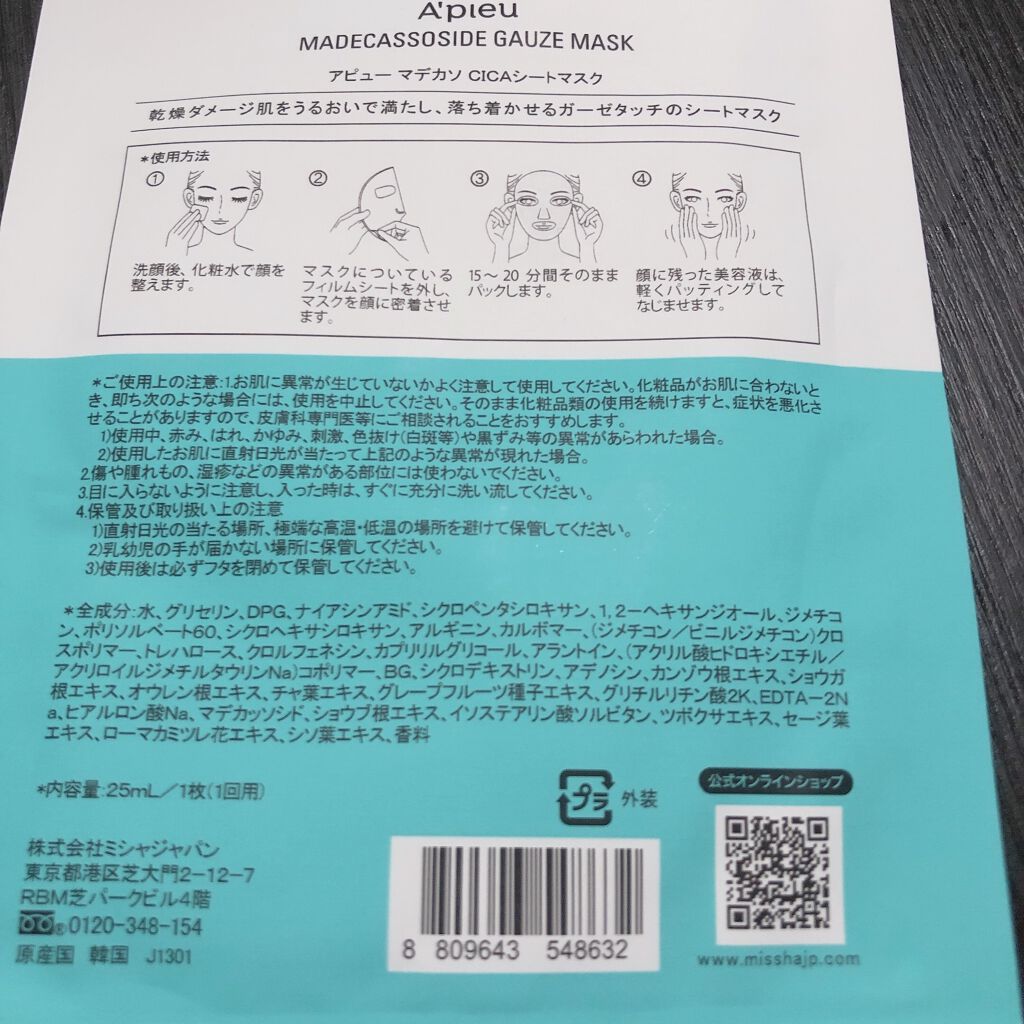 A'PIEU
MADECASSOSIDE GAUZE MASK
アピュー マデカソ CICAシートマスク
乾燥ダメージ肌をうるおいで満たし、落ち着かせるガーゼタッチのシートマスク
*使用方法
①
洗顔後、化粧水で顔を
整えます。
②
マスクについている
フィルムシートを外し、
マスクを顔に密着させ
ます。
③
15～20 分間そのまま
パックします。
④
顔に残った美容液は、
軽くパッティングして
なじませます。
*ご使用上の注意:1.お肌に異常が生じていないかよく注意して使用してください。化粧品がお肌に合わないと
き、即ち次のような場合には、使用を中止してください。そのまま化粧品類の使用を続けますと、症状を悪化さ
せることがありますので、皮膚科専門医等にご相談されることをおすすめします。
1)使用中、赤み、はれ、かゆみ、刺激、色抜け(白斑等)や黒ずみ等の異常があらわれた場合。
2)使用したお肌に直射日光が当たって上記のような異常が現れた場合。
2.傷や腫れもの、湿疹などの異常がある部位には使わないでください。
3.目に入らないように注意し、入った時は、すぐに充分に洗い流してください。
4.保管及び取り扱い上の注意
1)直射日光の当たる場所、極端な高温・低温の場所を避けて保管してください。
2)乳幼児の手が届かない場所に保管してください。
3)使用後は必ずフタを閉めて保管してください。
*全成分:水、グリセリン、DPG、ナイアシンアミド、シクロペンタシロキサン、1,2-ヘキサンジオール、ジメチコ
ン、ポリソルベート60、シクロヘキサシロキサン、アルギニン、カルボマー、(ジメチコン/ビニルジメチコン)クロ
スポリマー、トレハロース、クロルフェネシン、カプリリルグリコール、アラントイン、(アクリル酸ヒドロキシエチル/
アクリロイルジメチルタウリンNa)コポリマー、BG、シクロデキストリン、アデノシン、カンゾウ根エキス、ショウガ
根エキス、オウレン根エキス、チャ葉エキス、グレープフルーツ種子エキス、グリチルリチン酸2K、EDTA-2N
a、ヒアルロン酸Na、マデカッソシド、ショウブ根エキス、イソステアリン酸ソルビタン、ツボクサエキス、セージ葉
エキス、ローマカミツレ花エキス、シソ葉エキス、香料
*内容量:25mL/1枚(1回用)
プラ 外装
公式オンラインショップ
株式会社ミシャジャパン
東京都港区芝大門2-12-7
RBM芝パークビル4階
®0120-348-154
原産国 韓国 J1301
8 809643 548632
www.misshajp.com